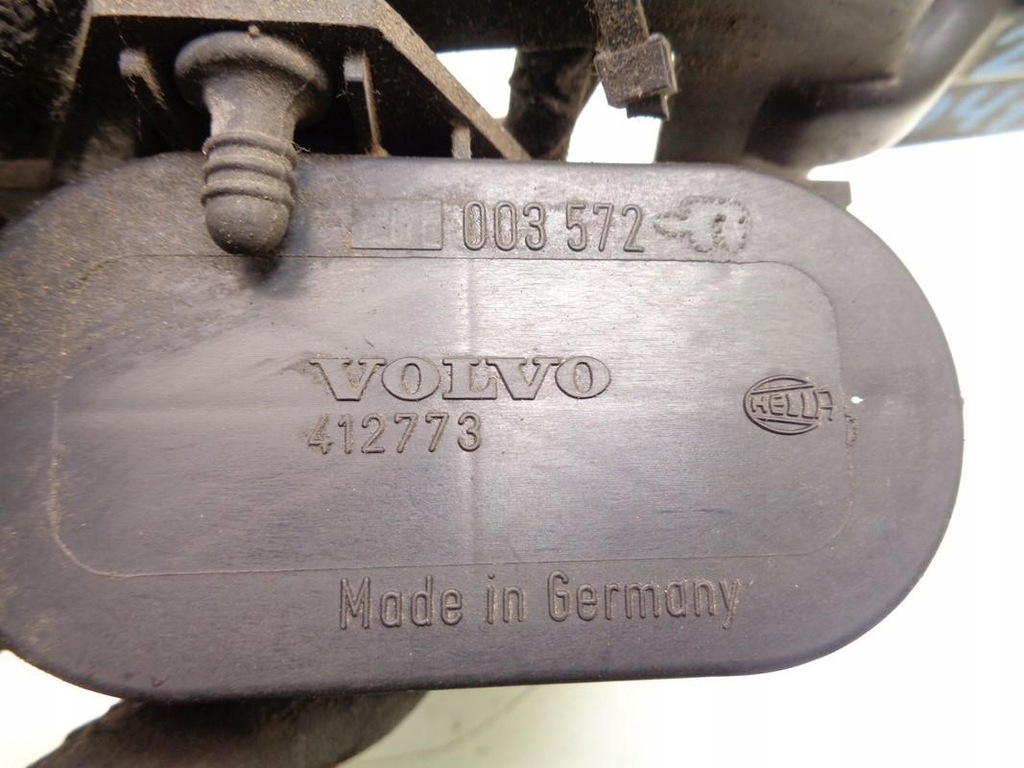 003 572
VOLVO
412773
HELLA
Made in Germany